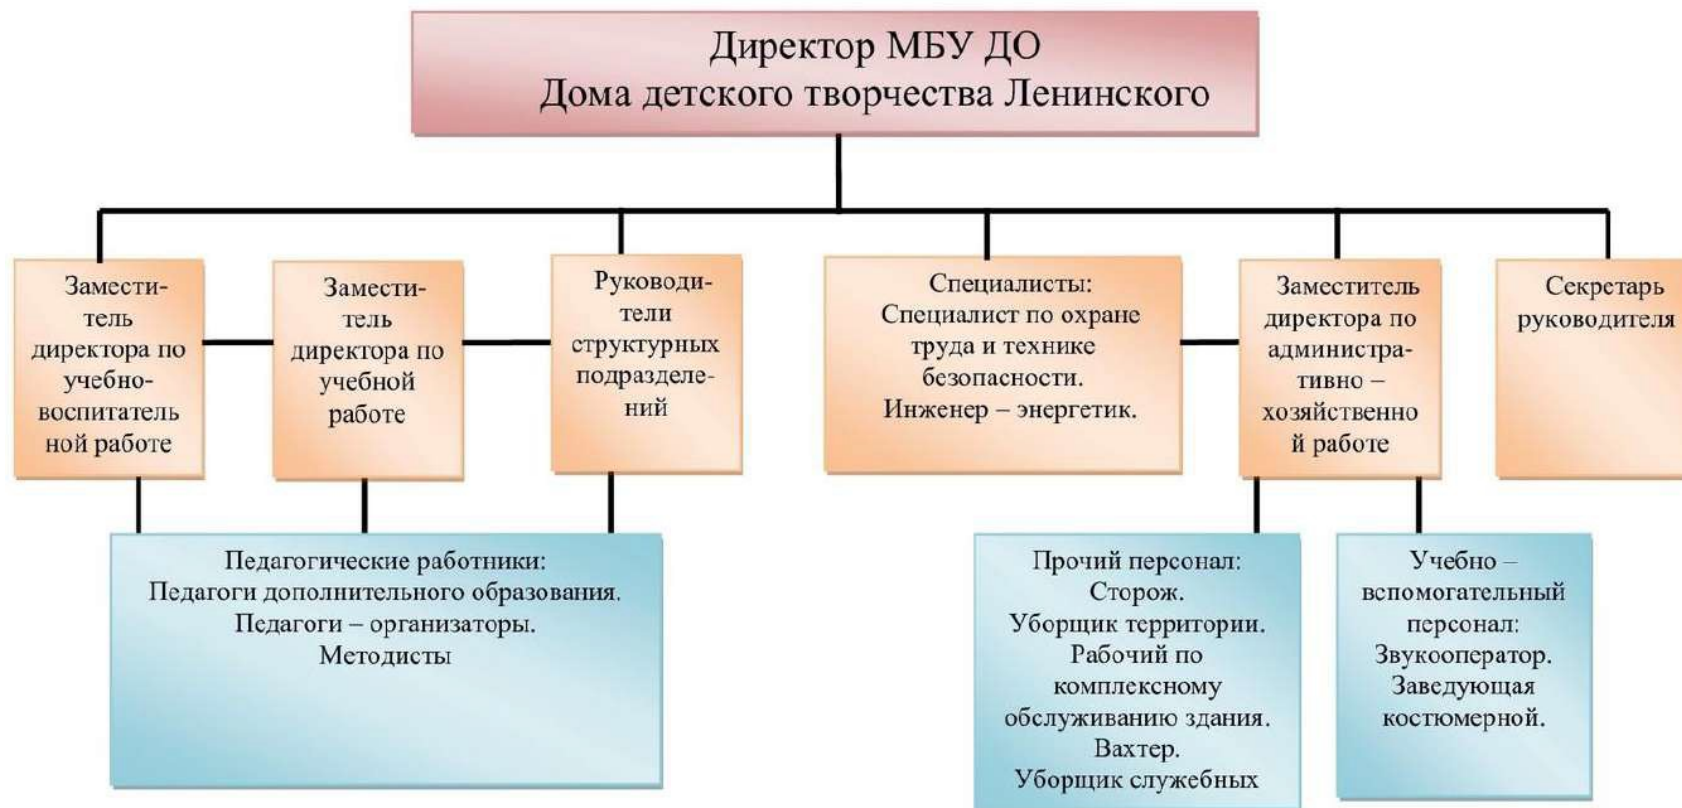 Директор МБУ ДО
Дома детского творчества Ленинского
Замести-
тель
директора по
учебно-
воспитатель
ной работе
Замести-
тель
директора по
учебной
работе
Руководи-
тели
структурных
подразделе-
ний
Специалисты:
Специалист по охране
труда и технике
безопасности.
Инженер – энергетик.
Заместитель
директора по
администра-
тивно –
хозяйственно
й работе
Секретарь
руководителя
Педагогические работники:
Педагоги дополнительного образования.
Педагоги – организаторы.
Методисты
Прочий персонал:
Сторож.
Уборщик территории.
Рабочий по
комплексному
обслуживанию здания.
Вахтер.
Уборщик служебных
Учебно –
вспомогательный
персонал:
Звукооператор.
Заведующая
костюмерной.